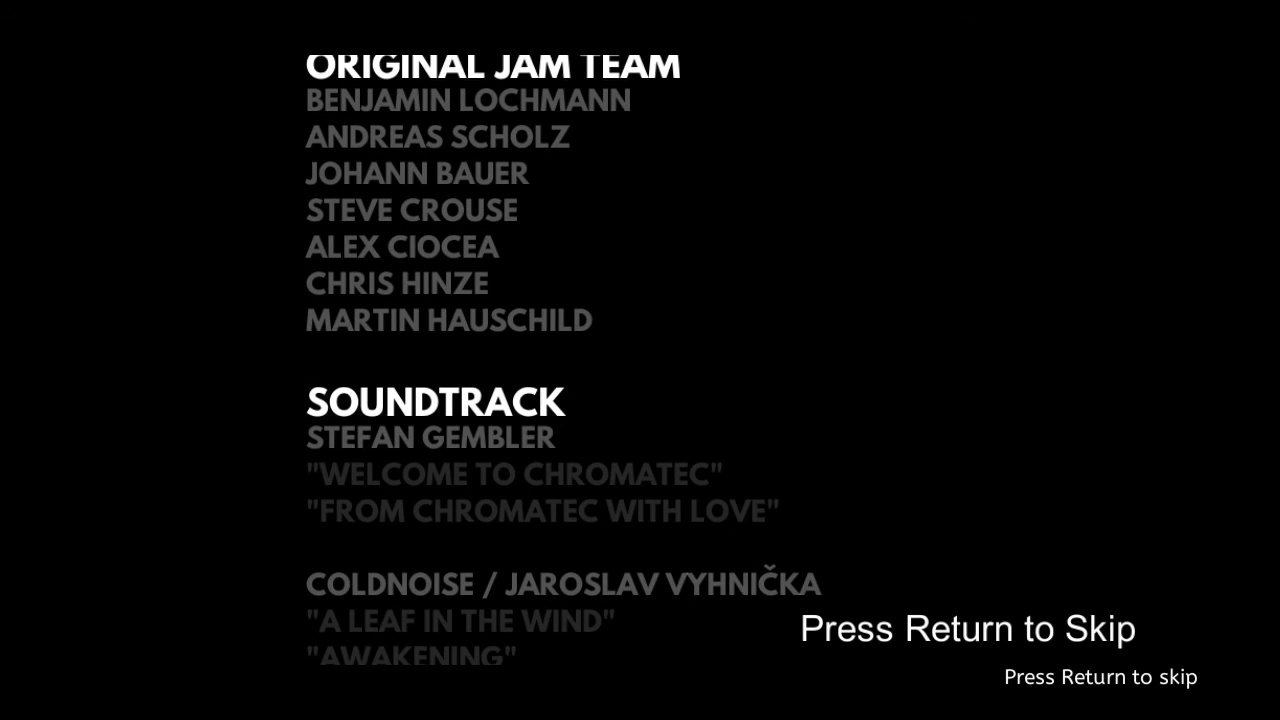 ORIGINAL JAM TEAM
BENJAMIN LOCHMANN
ANDREAS SCHOLZ
JOHANN BAUER
STEVE CROUSE
ALEX CIOCEA
CHRIS HINZE
MARTIN HAUSCHILD
SOUNDTRACK
STEFAN GEMBLER
"WELCOME TO CHROMATEC"
"FROM CHROMATEC WITH LOVE"
COLDNOISE / JAROSLAV VYHNIČKA
"A LEAF IN THE WIND"
"AWAKENING"
Press Return to Skip
Press Return to skip